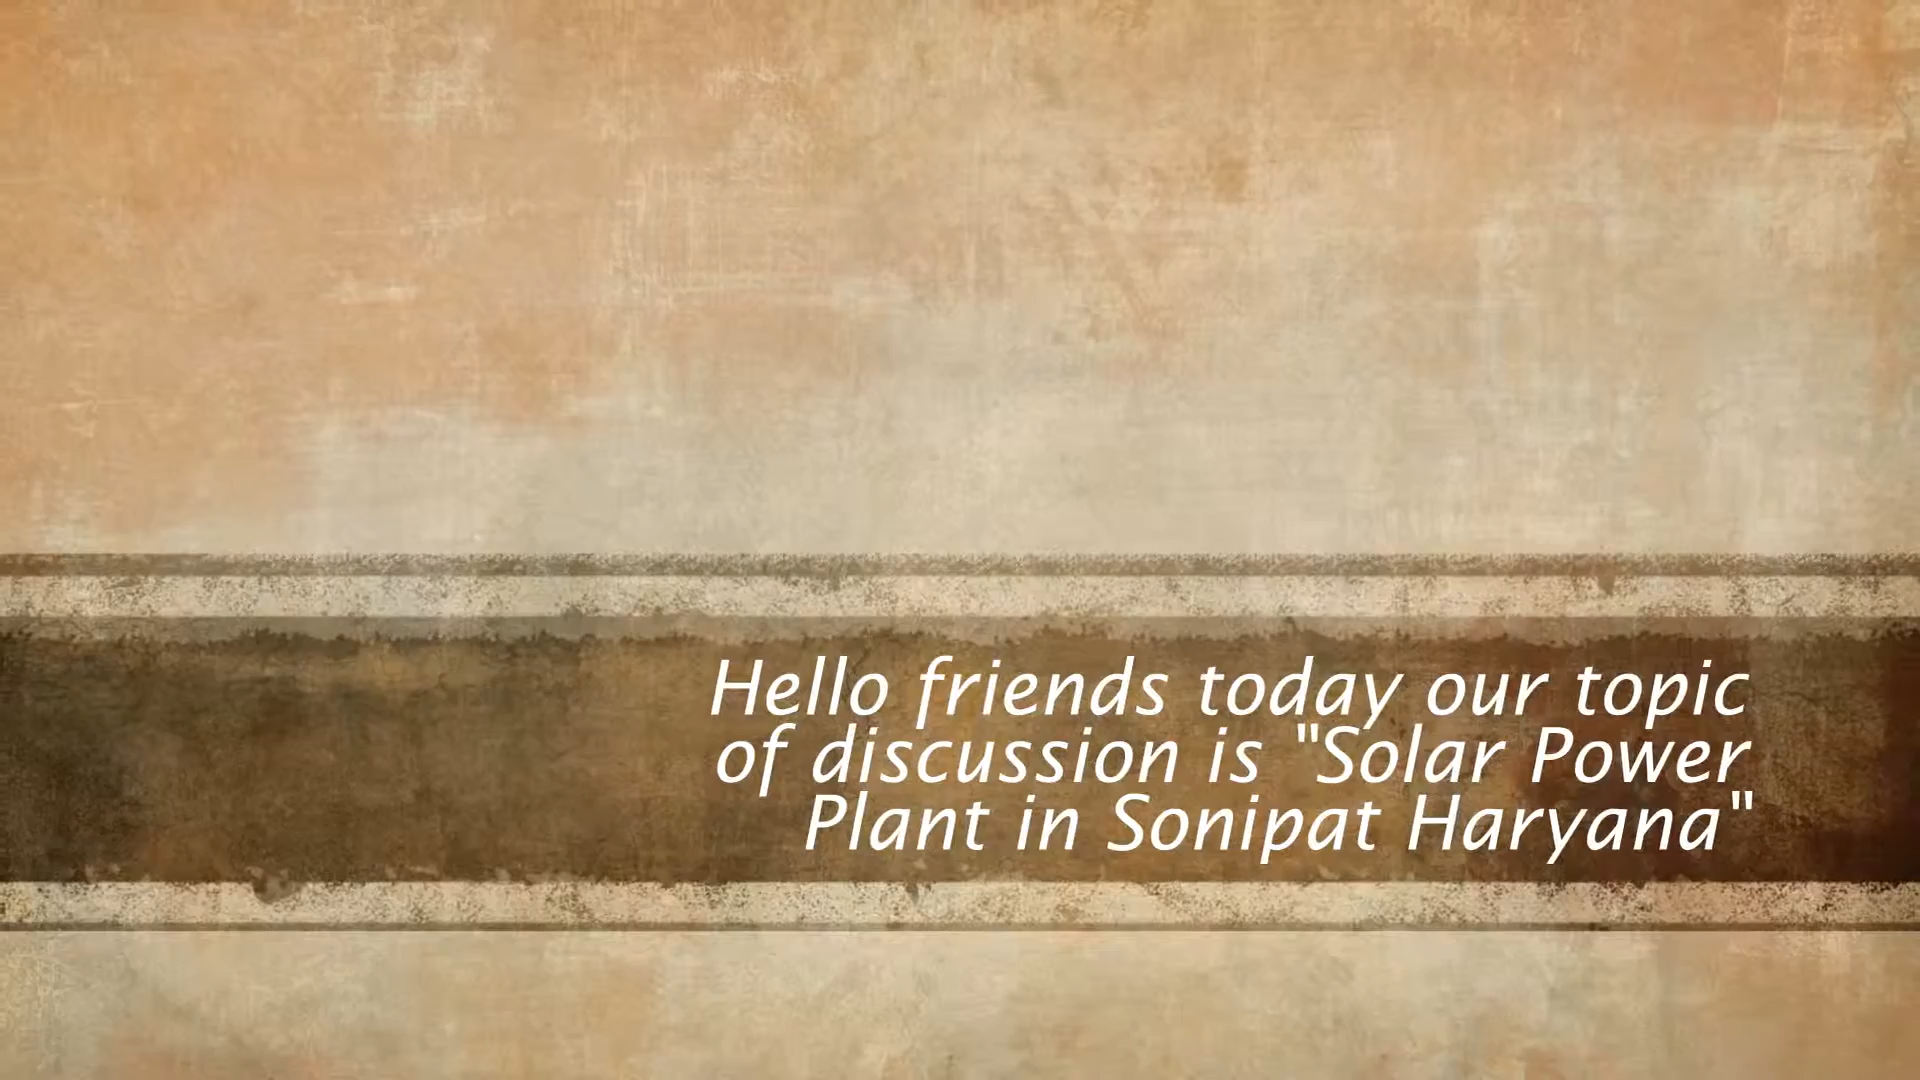 Hello friends today our topic
of discussion is "Solar Power
Plant in Sonipat Haryana"